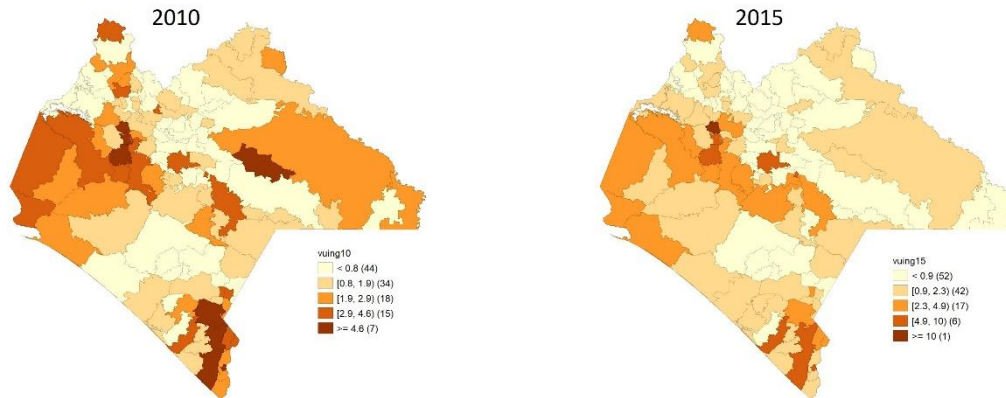 2010
2015
vuing10
< 0.8 (44)
[0.8, 1.9) (34)
[1.9, 2.9) (18)
[2.9, 4.6) (15)
>= 4.6 (7)
vuing15
< 0.9 (52)
[0.9, 2.3) (42)
[2.3, 4.9) (17)
[4.9, 10) (6)
>= 10 (1)